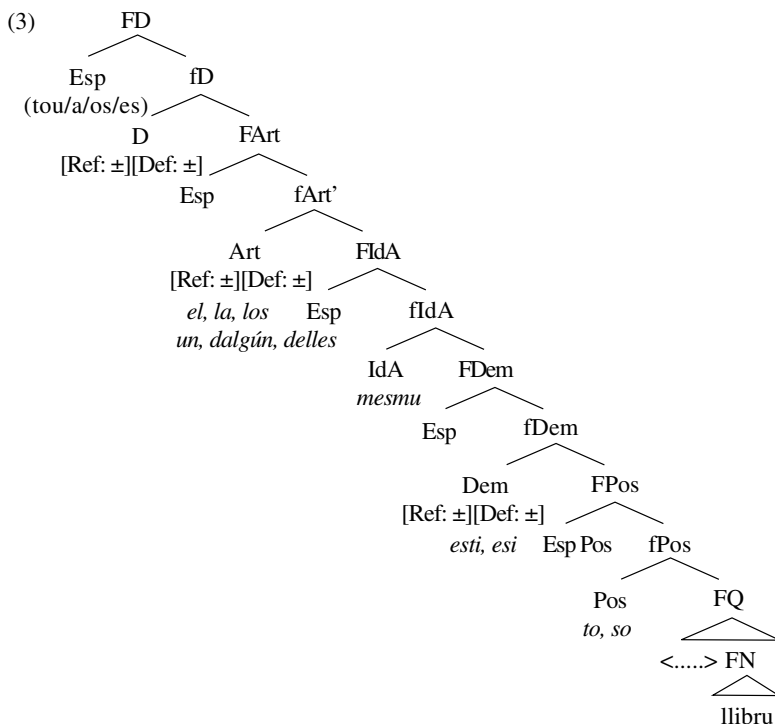 (3) FD
Esp fD
(tou/a/os/es)
D FArt
[Ref: ±][Def: ±]
Esp fArt’
Art FIdA
[Ref: ±][Def: ±]
el, la, los Esp fIdA
un, dalgún, delles
IdA FDem
mesmu
Esp fDem
Dem FPos
[Ref: ±][Def: ±]
esti, esi Esp Pos fPos
Pos FQ
to, so
<.....> FN
llibru